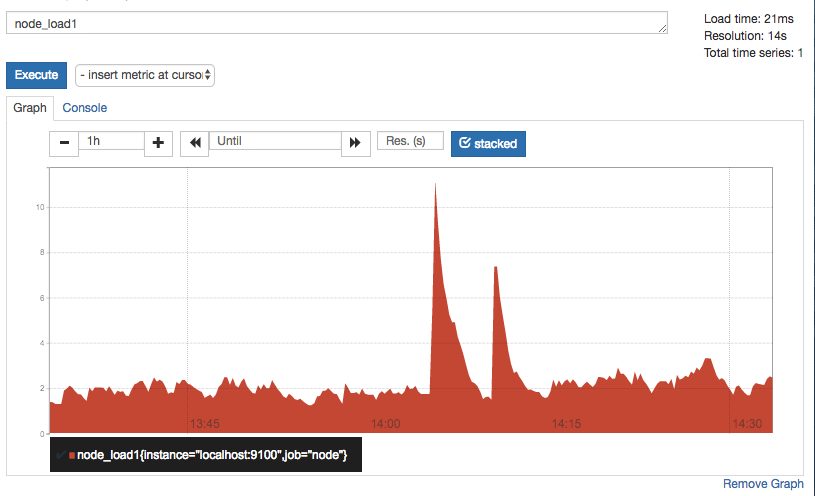 node_load1
Load time: 21ms
Resolution: 14s
Total time series: 1
Execute
- insert metric at cursor
Graph Console
1h Until Res. (s) stacked
10
8
6
4
2
0
13:45 14:00 14:15 14:30
node_load1{instance="localhost:9100",job="node"}
Remove Graph